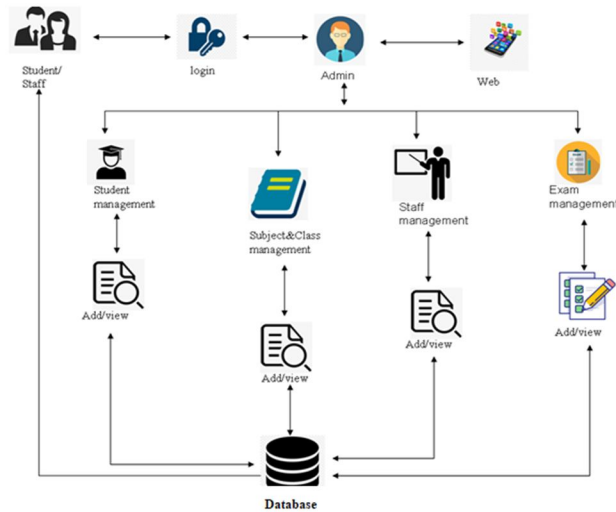 Student/
Staff
login
Admin
Web
Student
management
Subject&Class
management
Staff
management
Exam
management
Add/view
Add/view
Add/view
Add/view
Database